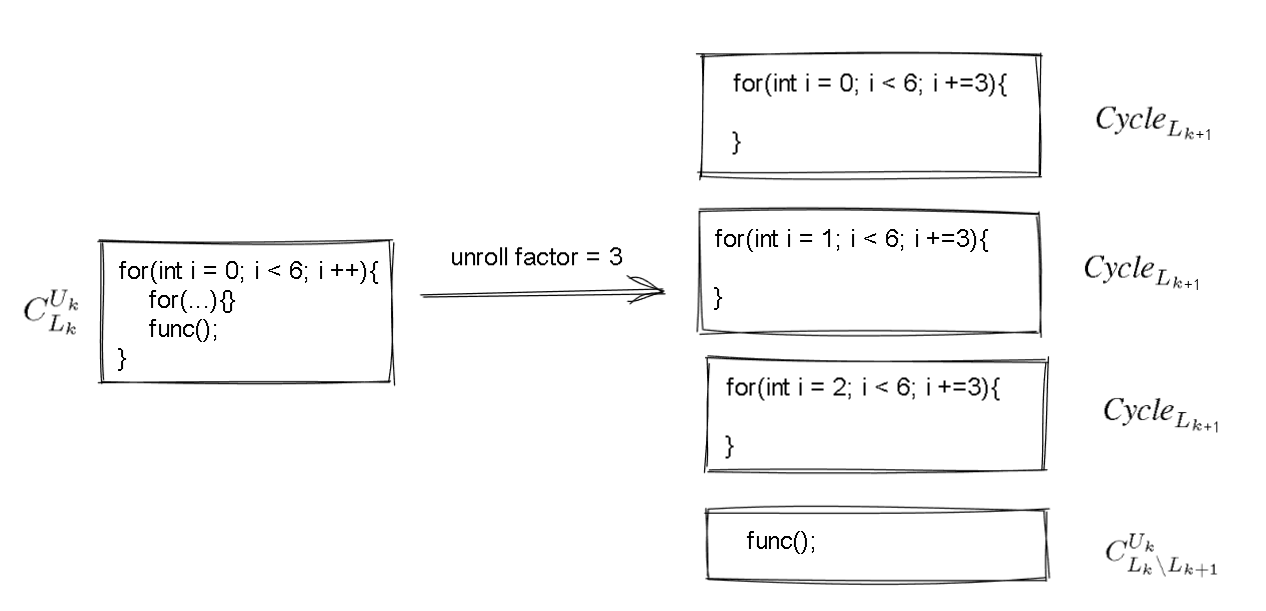 C_{L_k}^{U_k}
for(int i = 0; i < 6; i ++){
for(...){}
func();
}
unroll factor = 3
for(int i = 0; i < 6; i +=3){
}
Cycle_{L_{k+1}}
for(int i = 1; i < 6; i +=3){
}
Cycle_{L_{k+1}}
for(int i = 2; i < 6; i +=3){
}
Cycle_{L_{k+1}}
func();
C_{L_k \setminus L_{k+1}}^{U_k}